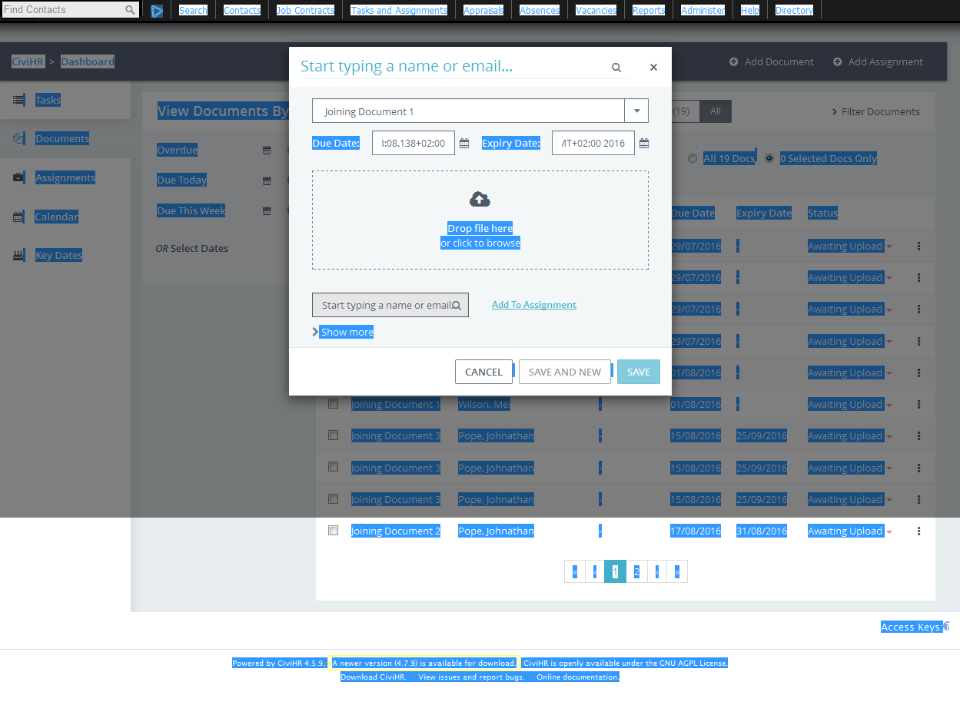 Find Contacts Search Contacts Job Contracts Tasks and Assignments Appraisals Absences Vacancies Reports Administer Help Directory
CiviHR > Dashboard Add Document Add Assignment
Start typing a name or email... ×
Tasks
Documents
Assignments
Calendar
Key Dates
View Documents By
Overdue
Due Today
Due This Week
OR Select Dates
(19) All Filter Documents
All 19 Docs 0 Selected Docs Only
Joining Document 1
Due Date: :08.138+02:00 Expiry Date: MT+02:00 2016
Drop file here
or click to browse
Start typing a name or email Add To Assignment
Show more
CANCEL SAVE AND NEW SAVE
Due Date Expiry Date Status
29/07/2016 - Awaiting Upload
29/07/2016 - Awaiting Upload
29/07/2016 - Awaiting Upload
29/07/2016 - Awaiting Upload
01/08/2016 - Awaiting Upload
Joining Document 1 Wilson, Mel - 01/08/2016 - Awaiting Upload
Joining Document 3 Pope, Johnathan - 15/08/2016 25/09/2016 Awaiting Upload
Joining Document 3 Pope, Johnathan - 15/08/2016 25/09/2016 Awaiting Upload
Joining Document 3 Pope, Johnathan - 15/08/2016 25/09/2016 Awaiting Upload
Joining Document 2 Pope, Johnathan - 17/08/2016 31/08/2016 Awaiting Upload
« ‹ 1 2 › »
Access Keys:
Powered by CiviHR 4.5.9. A newer version (4.7.9) is available for download. CiviHR is openly available under the GNU AGPL License.
Download CiviHR. View issues and report bugs. Online documentation.